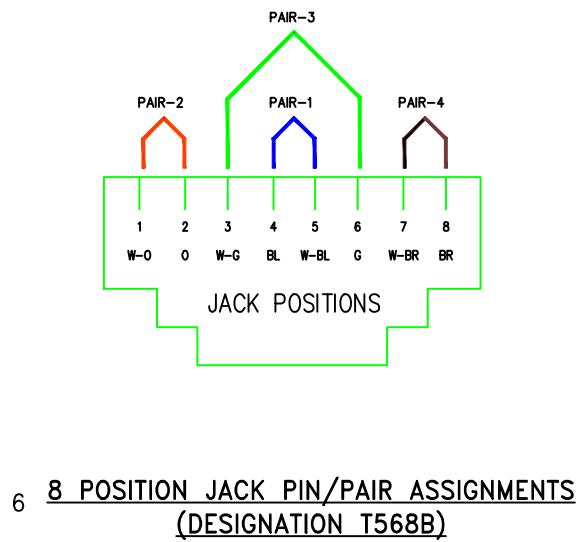 PAIR-3
PAIR-2 PAIR-1 PAIR-4
1 2 3 4 5 6 7 8
W-O O W-G BL W-BL G W-BR BR
JACK POSITIONS
6 8 POSITION JACK PIN/PAIR ASSIGNMENTS
(DESIGNATION T568B)